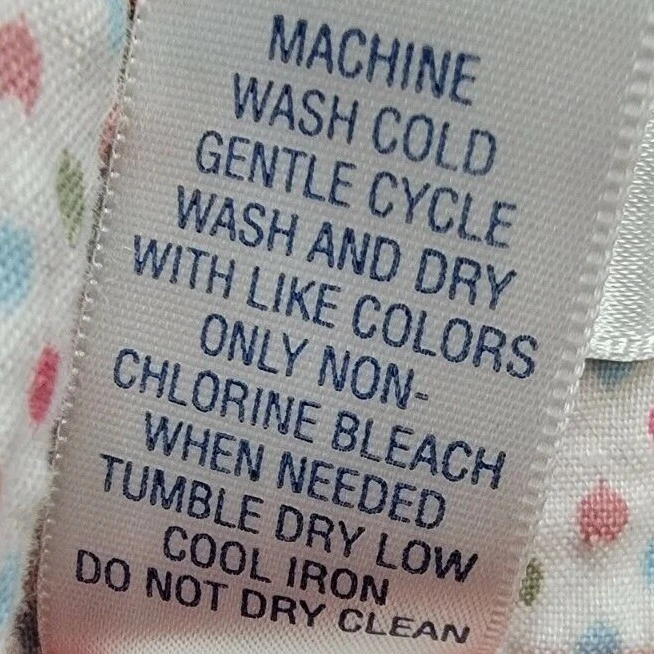 MACHINE
WASH COLD
GENTLE CYCLE
WASH AND DRY
WITH LIKE COLORS
ONLY NON-
CHLORINE BLEACH
WHEN NEEDED
TUMBLE DRY LOW
COOL IRON
DO NOT DRY CLEAN